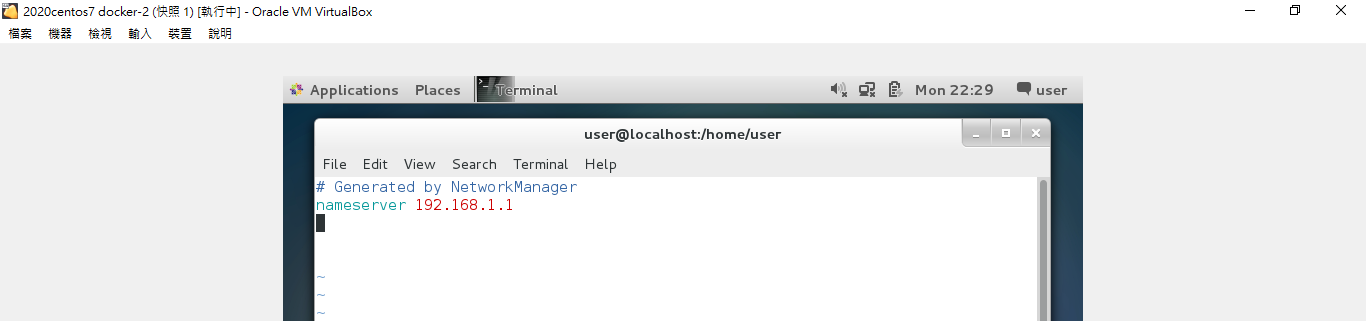 2020centos7 docker-2 (快照 1) [執行中] - Oracle VM VirtualBox
檔案 機器 檢視 輸入 裝置 說明
Applications Places Terminal Mon 22:29 user
user@localhost:/home/user
File Edit View Search Terminal Help
# Generated by NetworkManager
nameserver 192.168.1.1
~
~
~